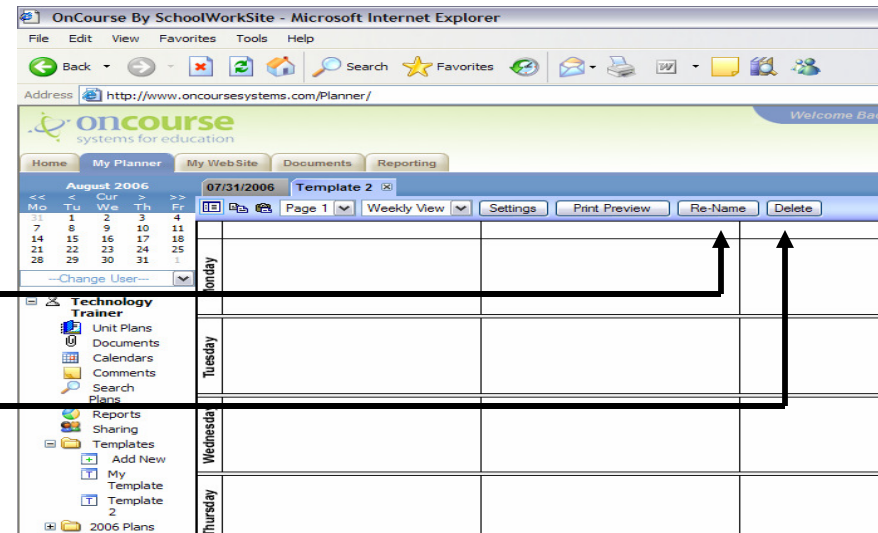 OnCourse By SchoolWorkSite - Microsoft Internet Explorer
File Edit View Favorites Tools Help
Back Search Favorites
Address http://www.oncoursesystems.com/Planner/
oncourse
systems for education
Welcome Bac
Home My Planner My WebSite Documents Reporting
August 2006
<< < Cur > >>
Mo Tu We Th Fr
31 1 2 3 4
7 8 9 10 11
14 15 16 17 18
21 22 23 24 25
28 29 30 31 1
---Change User---
07/31/2006 Template 2
Page 1 Weekly View Settings Print Preview Re-Name Delete
Technology
Trainer
Unit Plans
Documents
Calendars
Comments
Search
Plans
Reports
Sharing
Templates
Add New
My
Template
Template
2
2006 Plans
Monday
Tuesday
Wednesday
Thursday